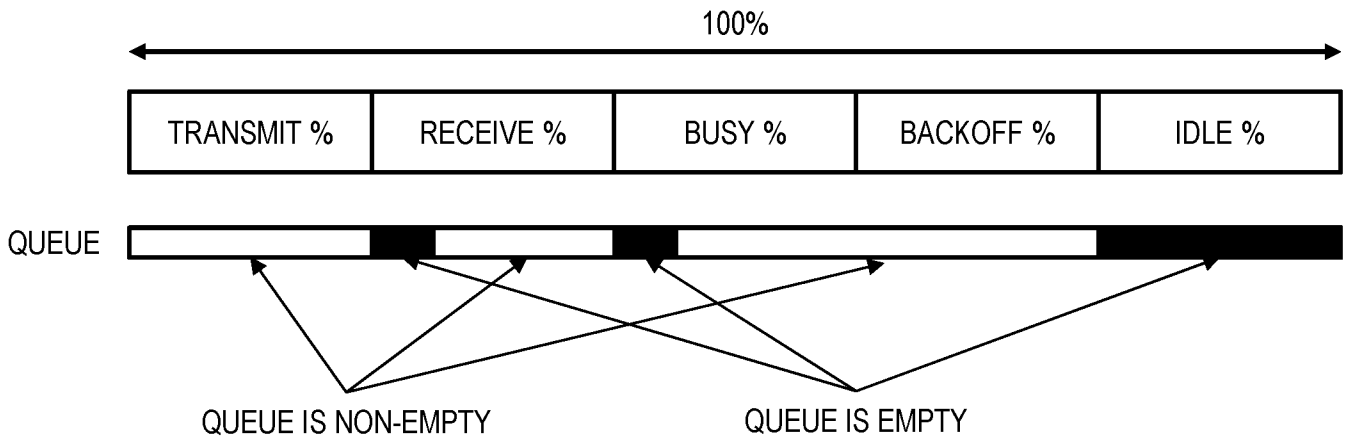 100%
TRANSMIT %
RECEIVE %
BUSY %
BACKOFF %
IDLE %
QUEUE
QUEUE IS NON-EMPTY
QUEUE IS EMPTY